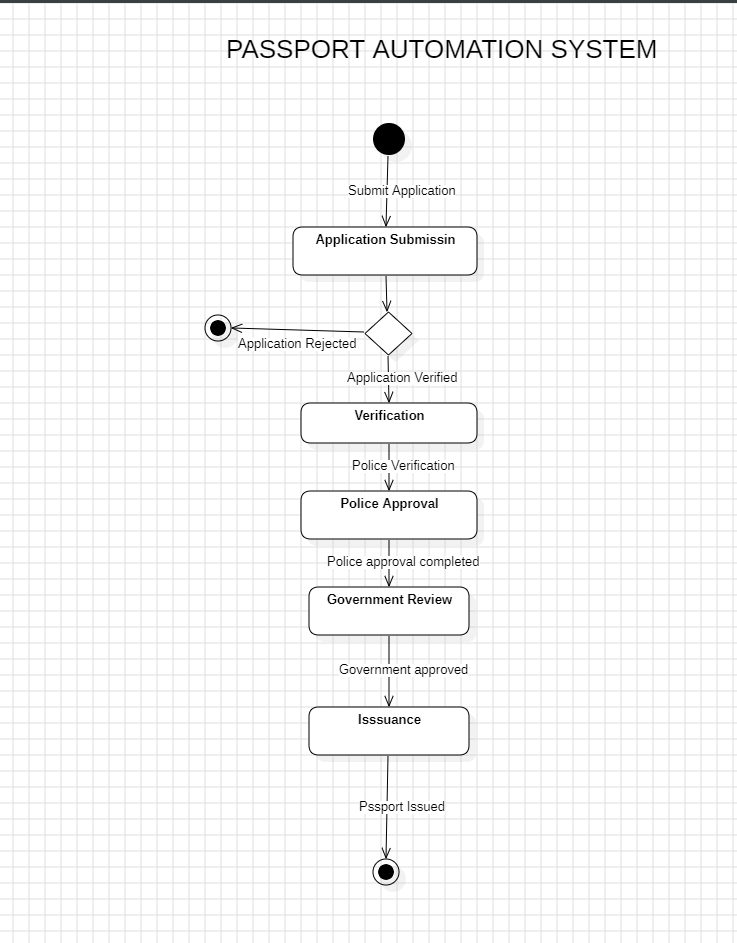 PASSPORT AUTOMATION SYSTEM
Submit Application
Application Submissin
Application Rejected
Application Verified
Verification
Police Verification
Police Approval
Police approval completed
Government Review
Government approved
Isssuance
Pssport Issued